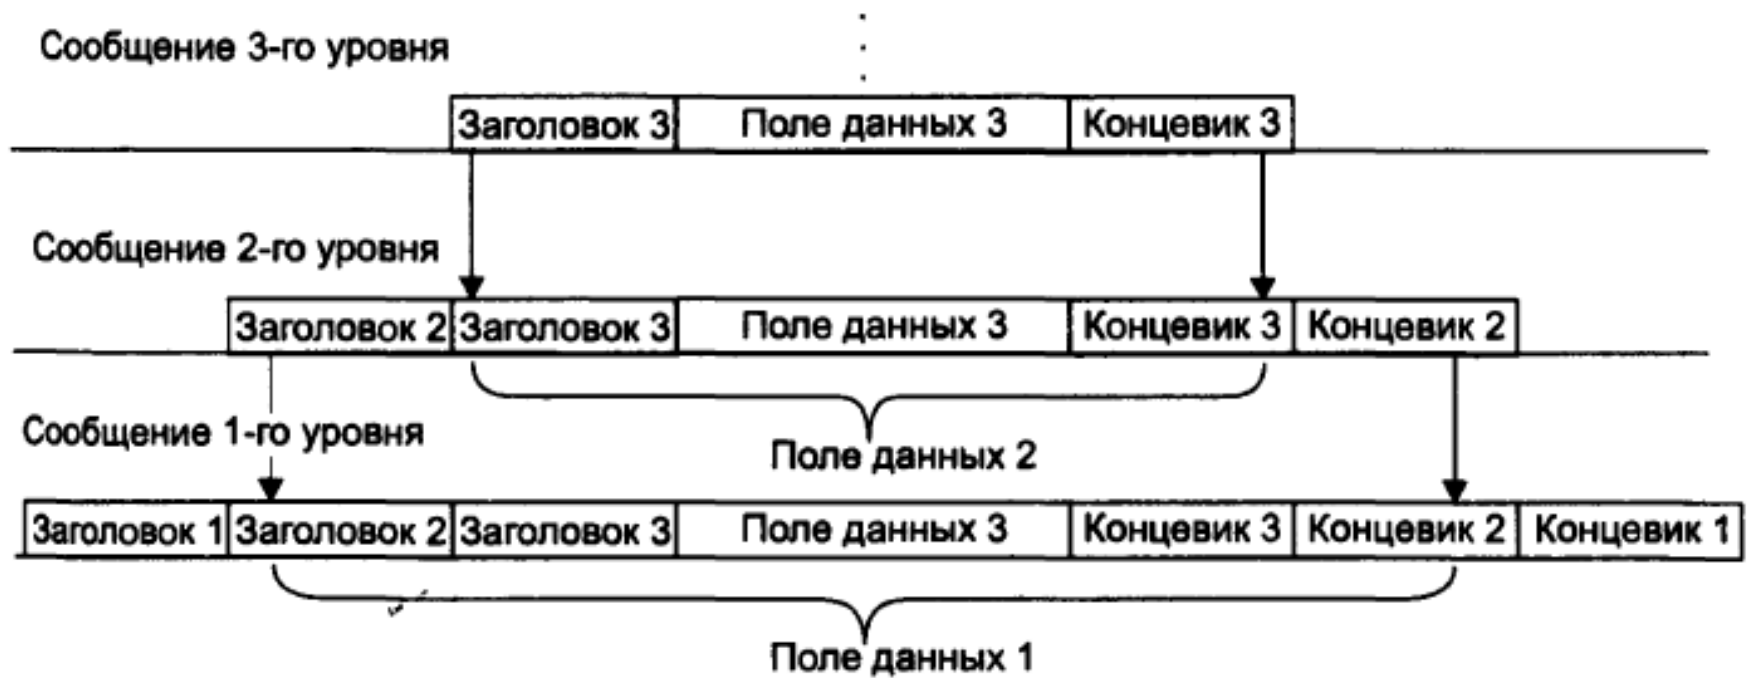 Сообщение 3-го уровня
Заголовок 3 Поле данных 3 Концевик 3
Сообщение 2-го уровня
Заголовок 2 Заголовок 3 Поле данных 3 Концевик 3 Концевик 2
Сообщение 1-го уровня
Поле данных 2
Заголовок 1 Заголовок 2 Заголовок 3 Поле данных 3 Концевик 3 Концевик 2 Концевик 1
Поле данных 1